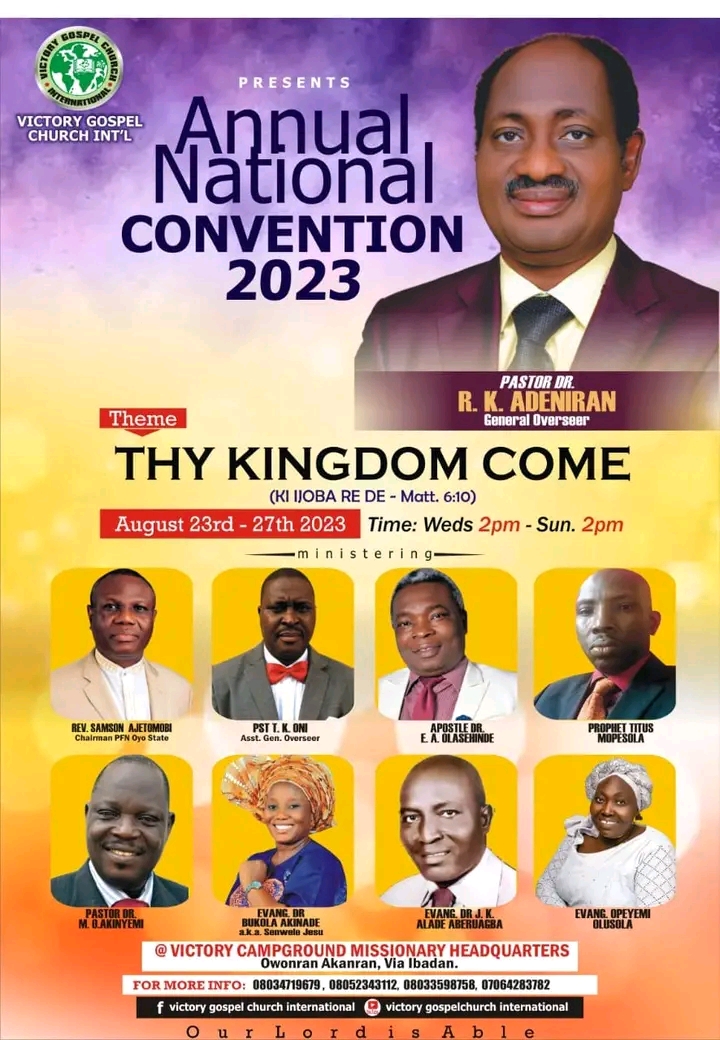 VICTORY GOSPEL CHURCH
INTERNATIONAL
VICTORY GOSPEL
CHURCH INT'L
PRESENTS
Annual
National
CONVENTION
2023
PASTOR DR.
R. K. ADENIRAN
General Overseer
Theme
THY KINGDOM COME
(KI IJOBA RE DE - Matt. 6:10)
August 23rd - 27th 2023 Time: Weds 2pm - Sun. 2pm
ministering
REV. SAMSON AJETOMOBI
Chairman PFN Oyo State
PST T. K. ONI
Asst. Gen. Overseer
APOSTLE DR.
E. A. OLASEHINDE
PROPHET TITUS
MOPESOLA
PASTOR DR.
M. O.AKINYEMI
EVANG. DR
BUKOLA AKINADE
a.k.a. Senwele Jesu
EVANG. DR J. K.
ALADE ABERUAGBA
EVANG. OPEYEMI
OLUSOLA
@ VICTORY CAMPGROUND MISSIONARY HEADQUARTERS
Owonran Akanran, Via Ibadan.
FOR MORE INFO: 08034719679, 08052343112, 08033598758, 07064283782
f victory gospel church international victory gospelchurch international
OurLordisAble